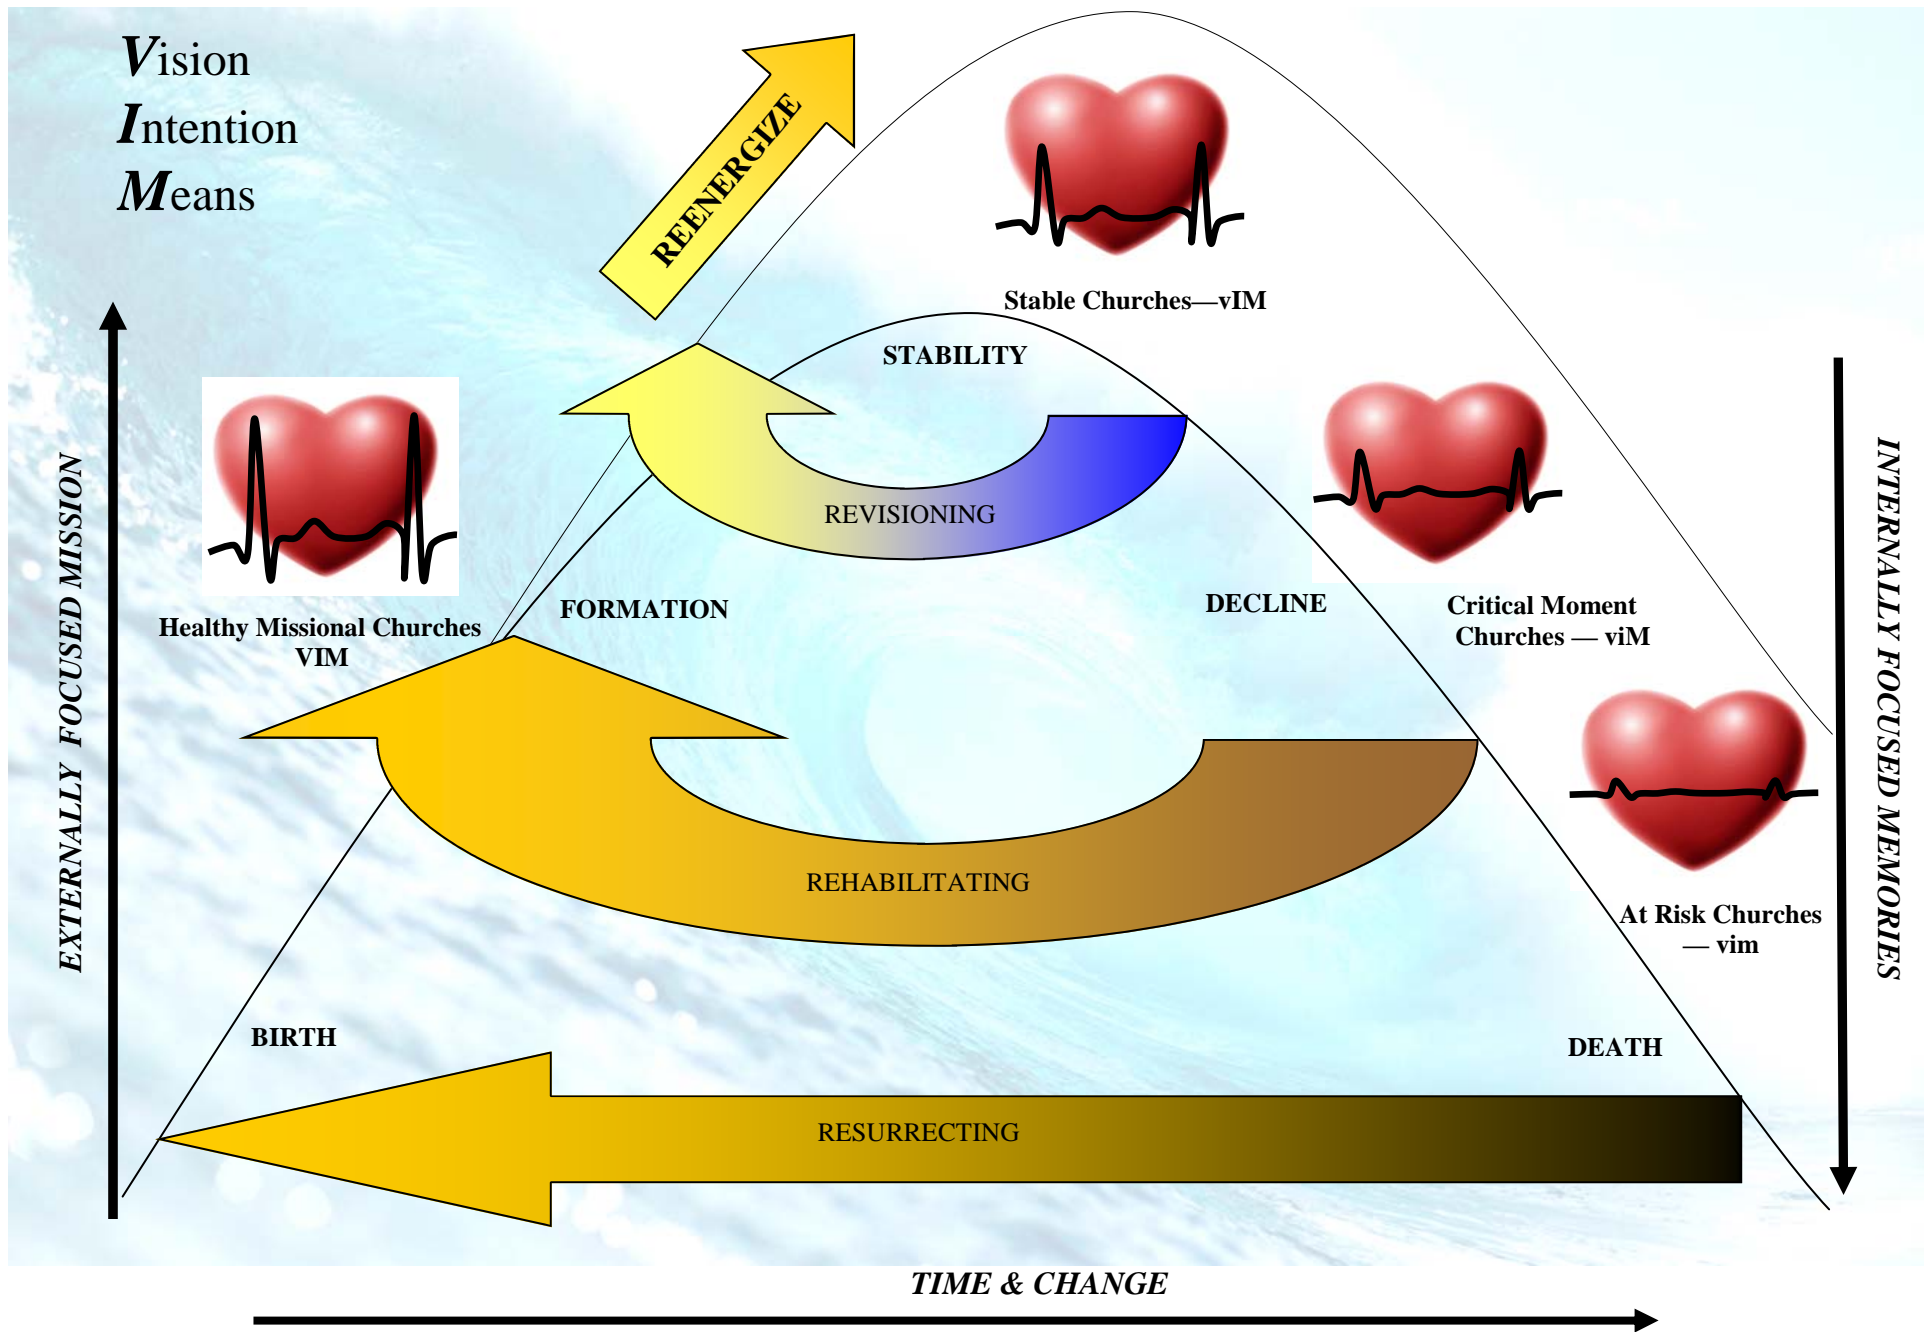 Vision
Intention
Means
REENERGIZE
Stable Churches—vIM
STABILITY
REVISIONING
EXTERNALLY FOCUSED MISSION
INTERNALLY FOCUSED MEMORIES
FORMATION
DECLINE
Healthy Missional Churches
VIM
Critical Moment
Churches — viM
REHABILITATING
At Risk Churches
— vim
BIRTH
DEATH
RESURRECTING
TIME & CHANGE